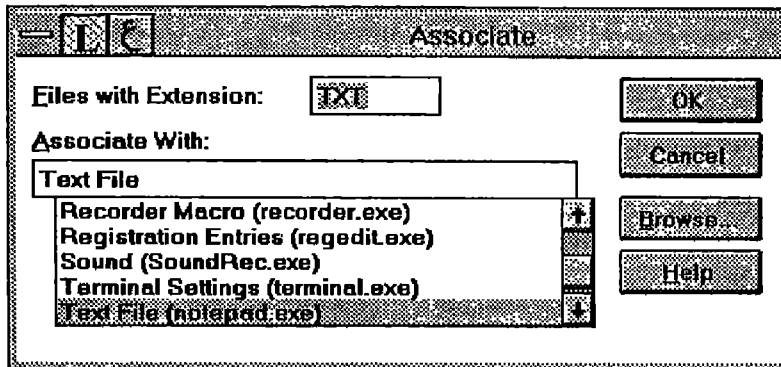 L ع Associate
Files with Extension: TXT OK
Associate With: Cancel
Text File
Recorder Macro (recorder.exe)
Registration Entries (regedit.exe) Browse...
Sound (SoundRec.exe)
Terminal Settings (terminal.exe) Help
Text File (notepad.exe)